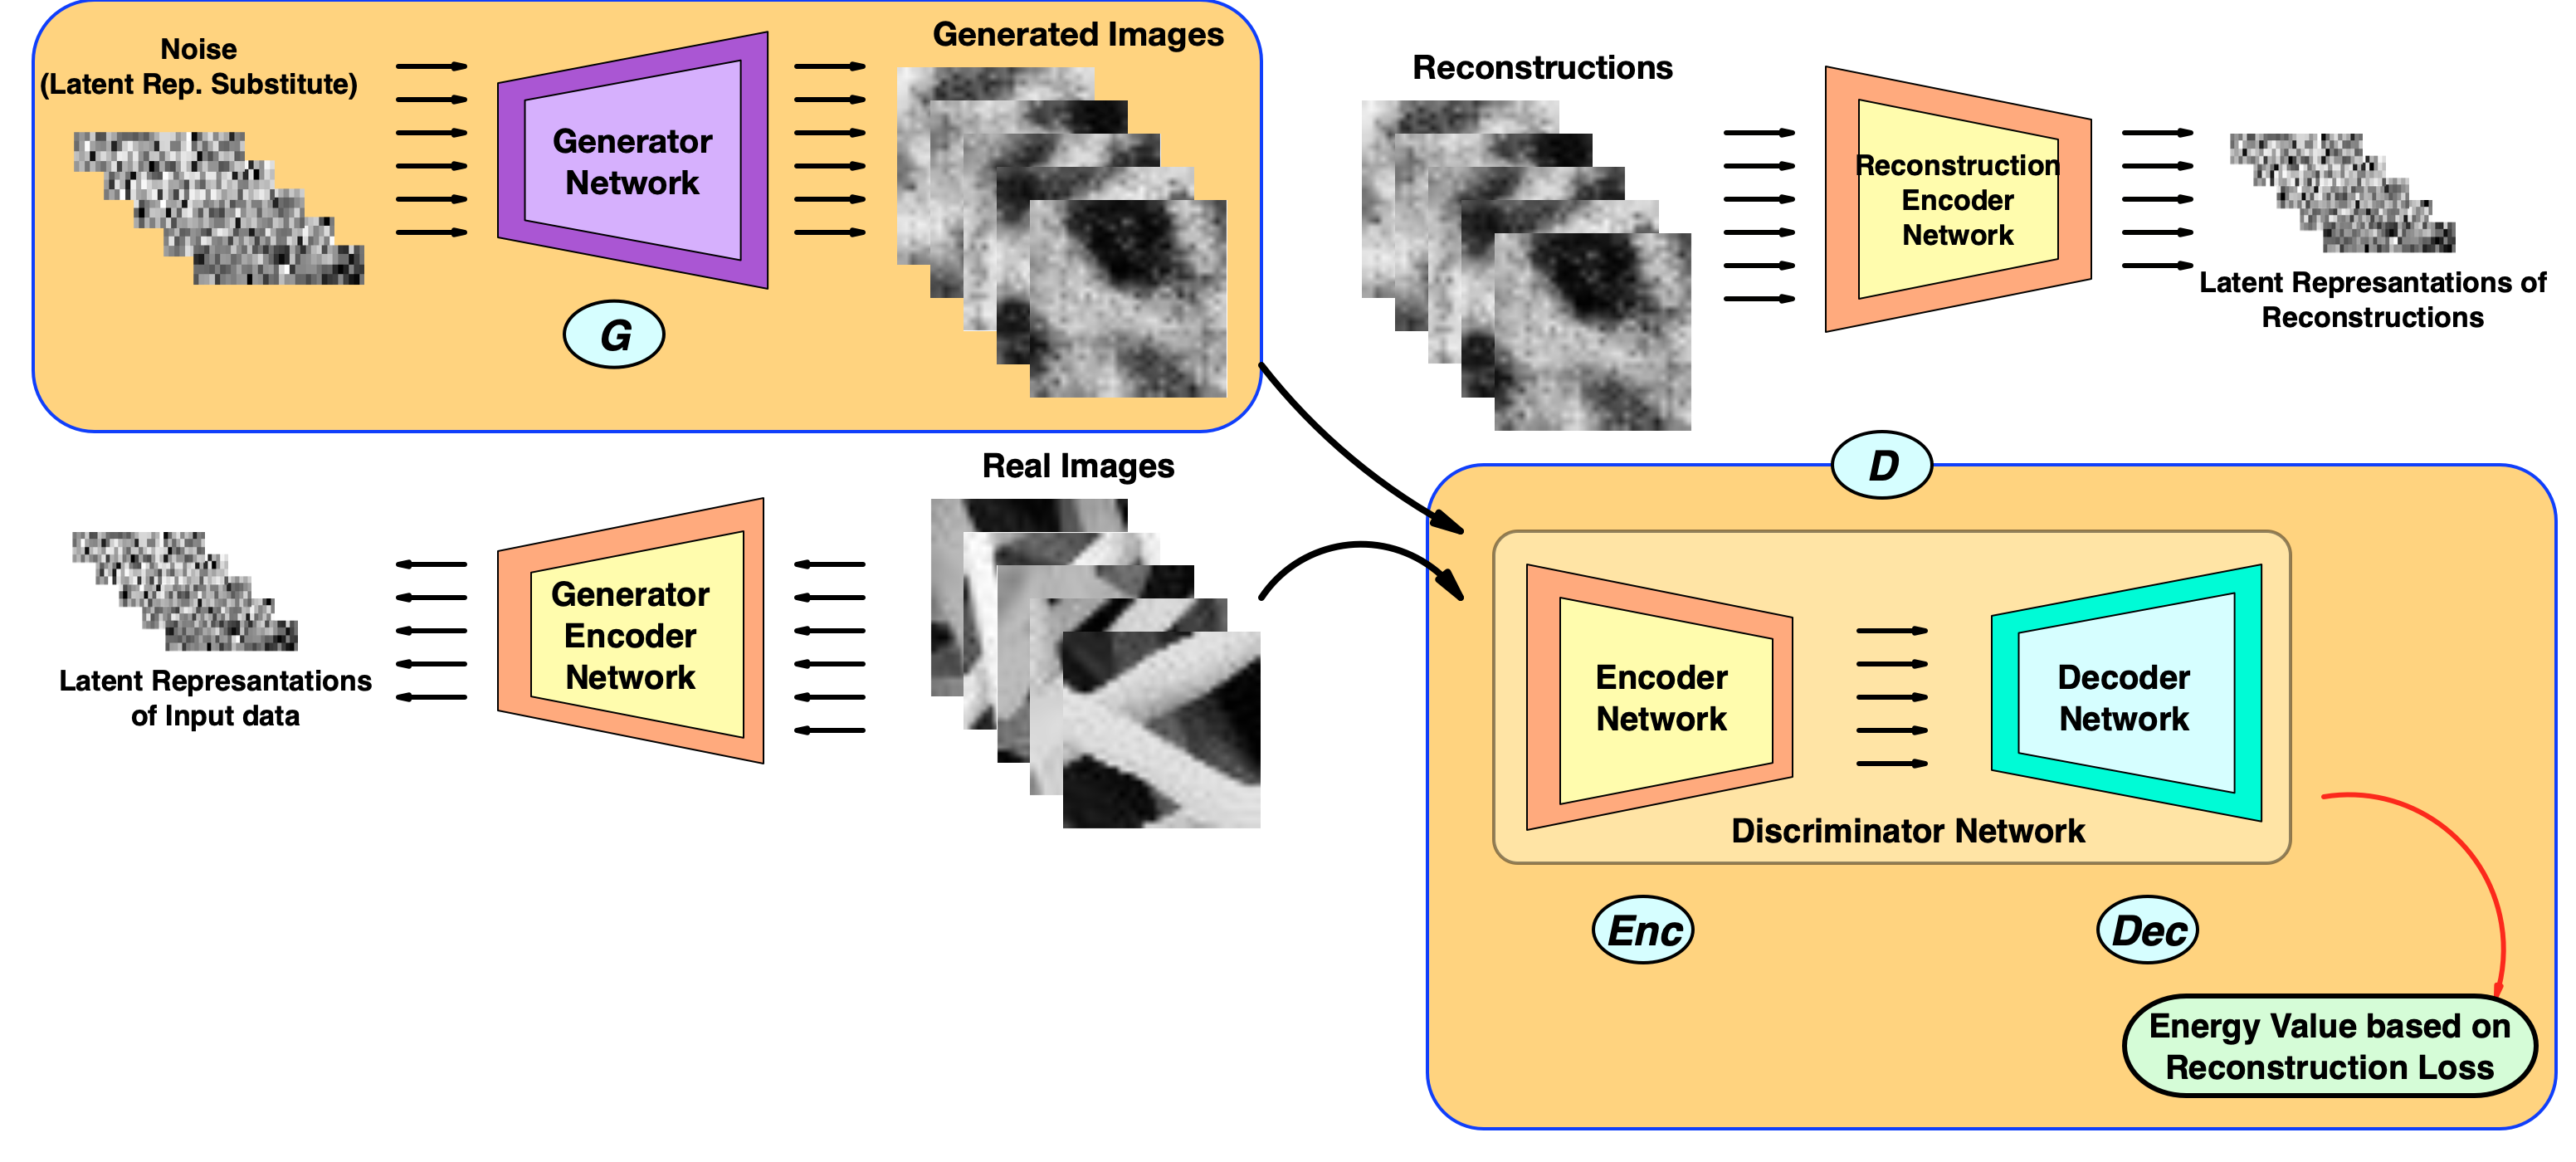 Noise
(Latent Rep. Substitute)
Generator
Network
G
Generated Images
Reconstructions
Reconstruction
Encoder
Network
Latent Represantations of
Reconstructions
Real Images
Generator
Encoder
Network
Latent Represantations
of Input data
D
Encoder
Network
Decoder
Network
Discriminator Network
Enc
Dec
Energy Value based on
Reconstruction Loss